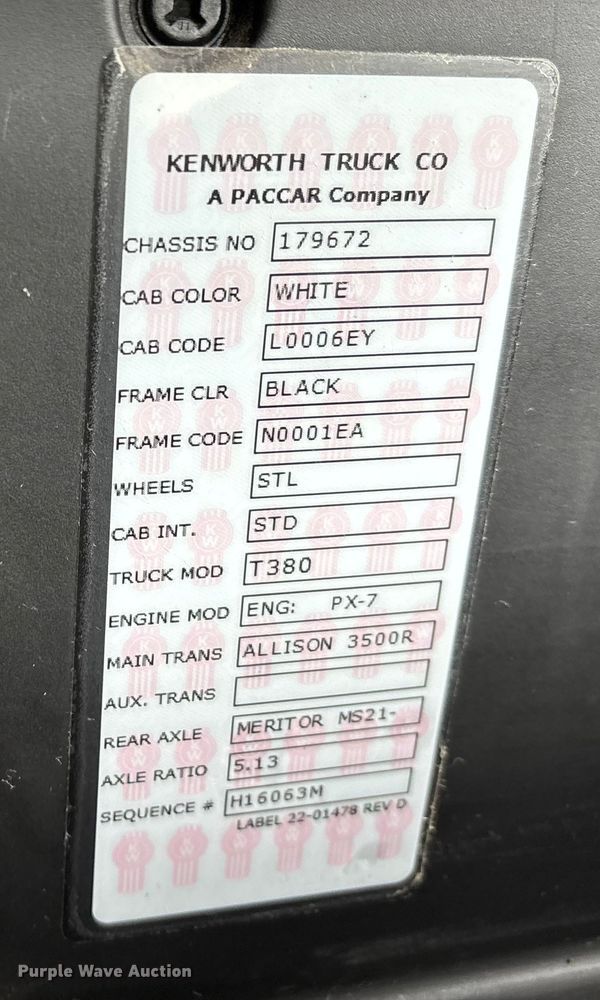 KENWORTH TRUCK CO
A PACCAR Company
CHASSIS NO 179672
CAB COLOR WHITE
CAB CODE L0006EY
FRAME CLR BLACK
FRAME CODE N0001EA
WHEELS STL
CAB INT. STD
TRUCK MOD T380
ENGINE MOD ENG: PX-7
MAIN TRANS ALLISON 3500R
AUX. TRANS
REAR AXLE MERITOR MS21-
AXLE RATIO 5.13
SEQUENCE # H16063M
LABEL 22-01478 REV D
Purple Wave Auction